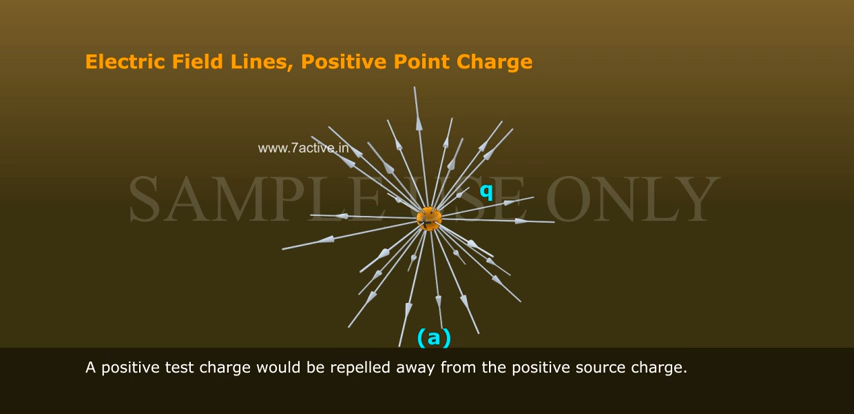 Electric Field Lines, Positive Point Charge
www.7active.in
SAMPLE USE ONLY
q
(a)
A positive test charge would be repelled away from the positive source charge.